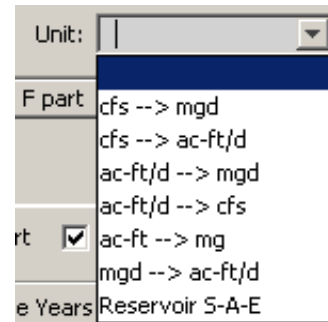 Unit:
F part
cfs --> mgd
cfs --> ac-ft/d
ac-ft/d --> mgd
ac-ft/d --> cfs
rt
ac-ft --> mg
mgd --> ac-ft/d
e Years
Reservoir S-A-E